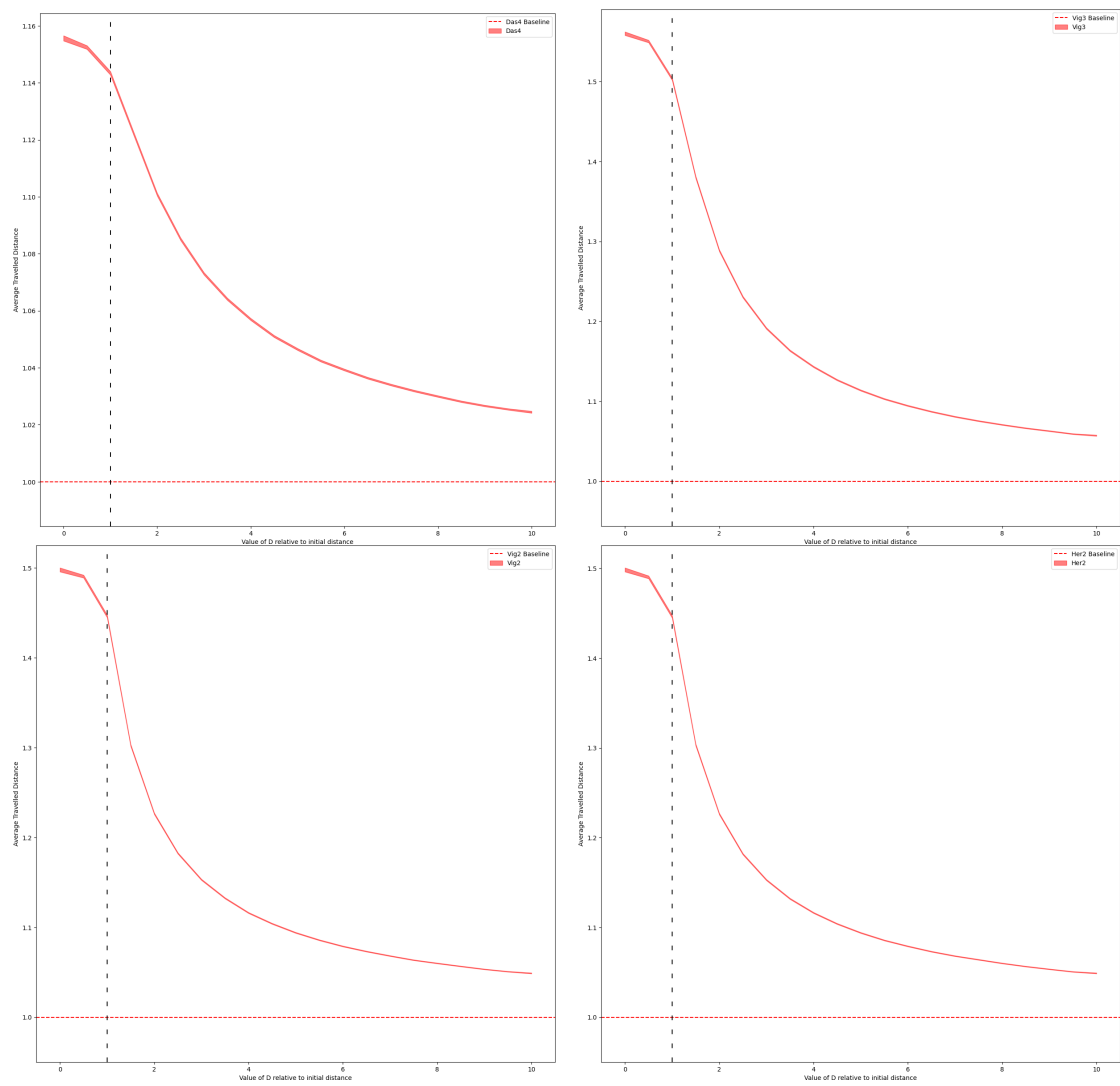 Das4 Baseline
Das4
1.16
1.14
1.12
1.10
1.08
1.06
1.04
1.02
1.00
Average Travelled Distance
0 2 4 6 8 10
Value of D relative to initial distance
Vig3 Baseline
Vig3
1.5
1.4
1.3
1.2
1.1
1.0
Average Travelled Distance
0 2 4 6 8 10
Value of D relative to initial distance
Vig2 Baseline
Vig2
1.5
1.4
1.3
1.2
1.1
1.0
Average Travelled Distance
0 2 4 6 8 10
Value of D relative to initial distance
Her2 Baseline
Her2
1.5
1.4
1.3
1.2
1.1
1.0
Average Travelled Distance
0 2 4 6 8 10
Value of D relative to initial distance